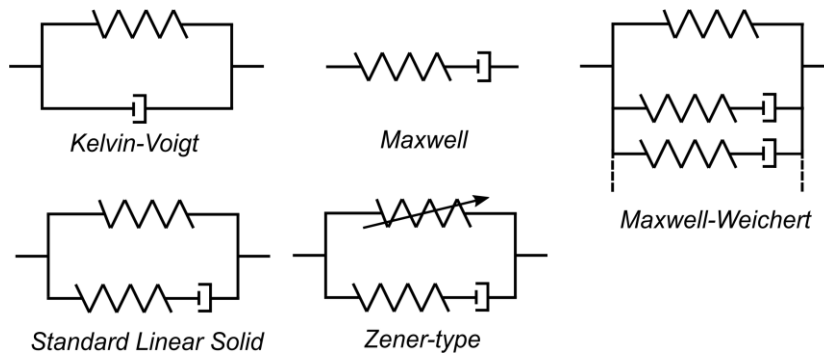 Kelvin-Voigt
Maxwell
Maxwell-Weichert
Standard Linear Solid
Zener-type